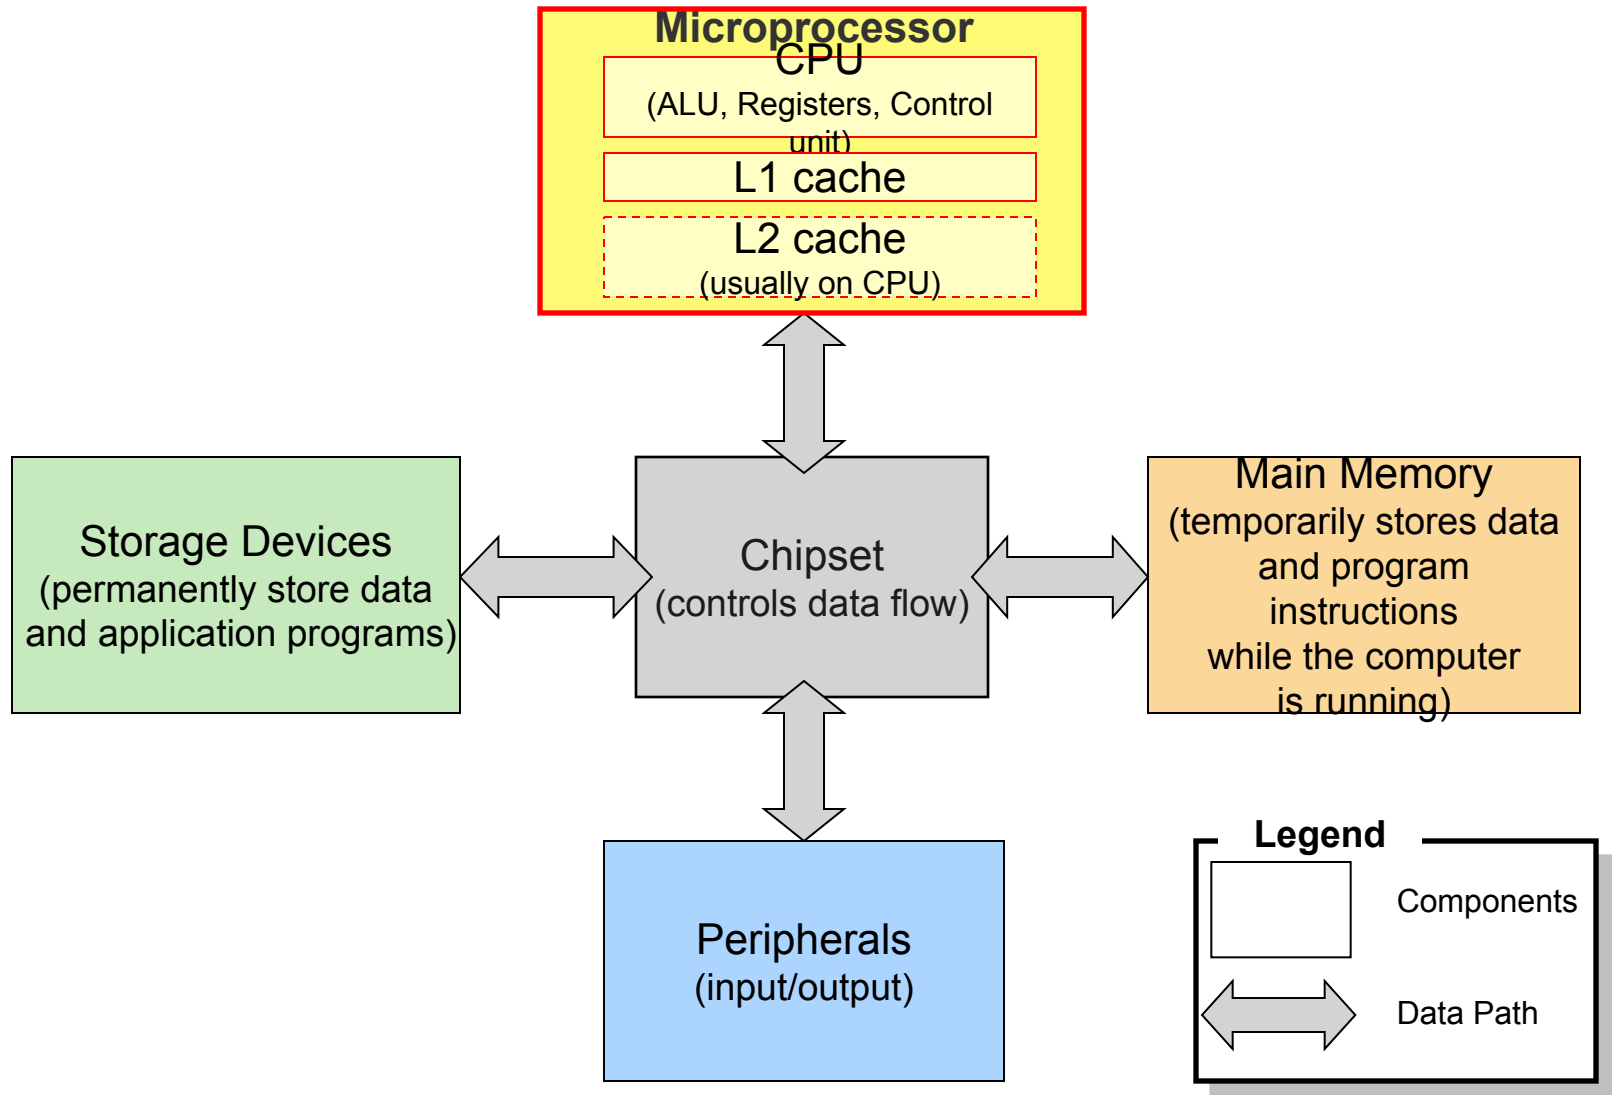 Microprocessor
CPU
(ALU, Registers, Control
unit)
L1 cache
L2 cache
(usually on CPU)
Storage Devices
(permanently store data
and application programs)
Chipset
(controls data flow)
Main Memory
(temporarily stores data
and program
instructions
while the computer
is running)
Peripherals
(input/output)
Legend
Components
Data Path